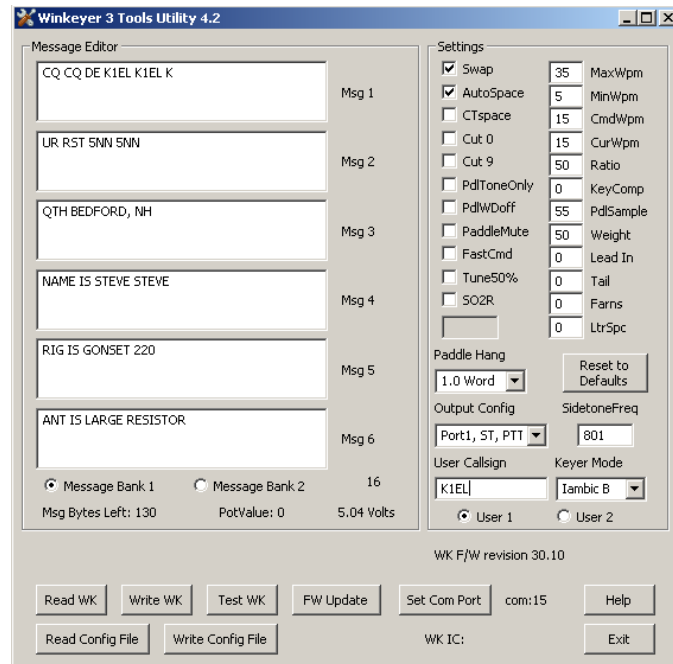 Winkeyer 3 Tools Utility 4.2
Message Editor
CQ CQ DE K1EL K1EL K
Msg 1
UR RST 5NN 5NN
Msg 2
QTH BEDFORD, NH
Msg 3
NAME IS STEVE STEVE
Msg 4
RIG IS GONSET 220
Msg 5
ANT IS LARGE RESISTOR
Msg 6
Message Bank 1 Message Bank 2 16
Msg Bytes Left: 130 PotValue: 0 5.04 Volts
Settings
Swap 35 MaxWpm
AutoSpace 5 MinWpm
CTspace 15 CmdWpm
Cut 0 15 CurWpm
Cut 9 50 Ratio
PdlToneOnly 0 KeyComp
PdlWDoff 55 PdlSample
PaddleMute 50 Weight
FastCmd 0 Lead In
Tune50% 0 Tail
SO2R 0 Farns
0 LtrSpc
Paddle Hang
1.0 Word
Reset to
Defaults
Output Config SidetoneFreq
Port1, ST, PTT 801
User Callsign Keyer Mode
K1EL Iambic B
User 1 User 2
WK F/W revision 30.10
Read WK Write WK Test WK FW Update Set Com Port com:15 Help
Read Config File Write Config File WK IC: Exit